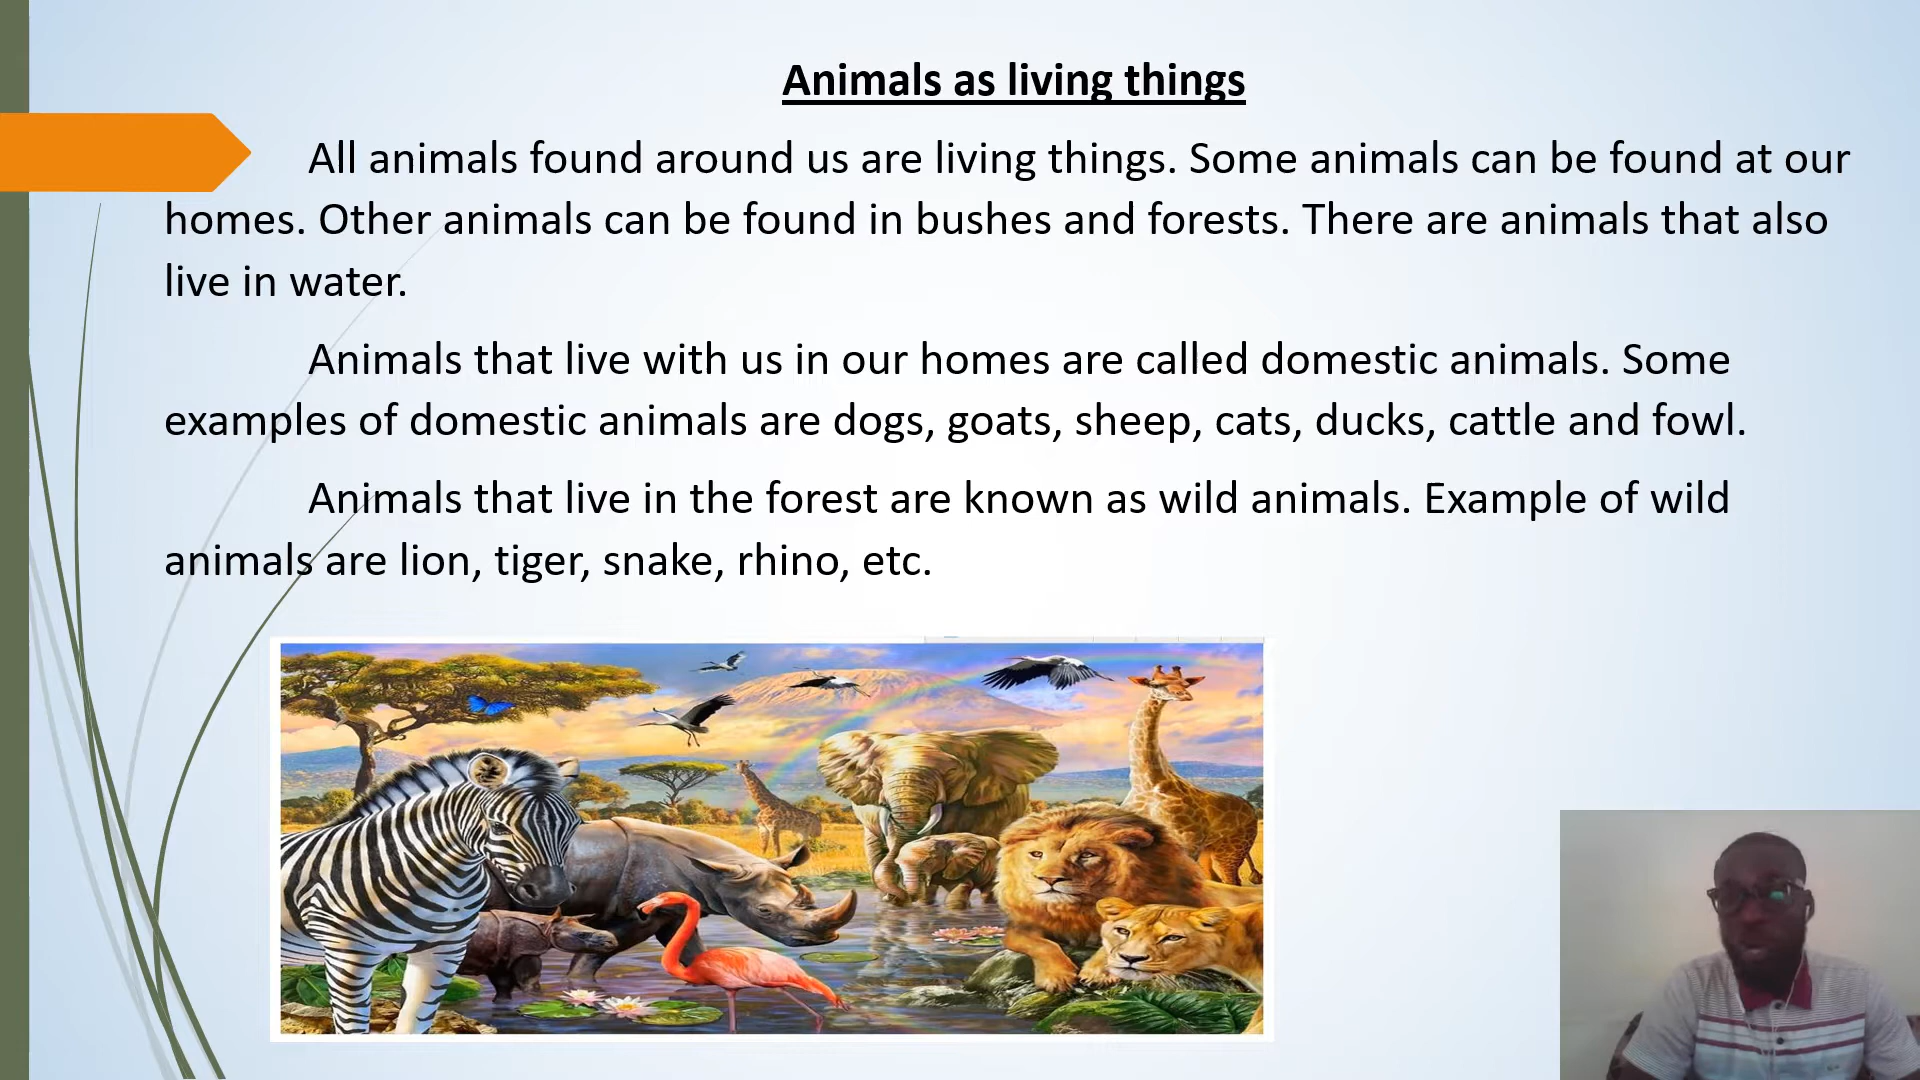 Animals as living things
All animals found around us are living things. Some animals can be found at our
homes. Other animals can be found in bushes and forests. There are animals that also
live in water.
Animals that live with us in our homes are called domestic animals. Some
examples of domestic animals are dogs, goats, sheep, cats, ducks, cattle and fowl.
Animals that live in the forest are known as wild animals. Example of wild
animals are lion, tiger, snake, rhino, etc.